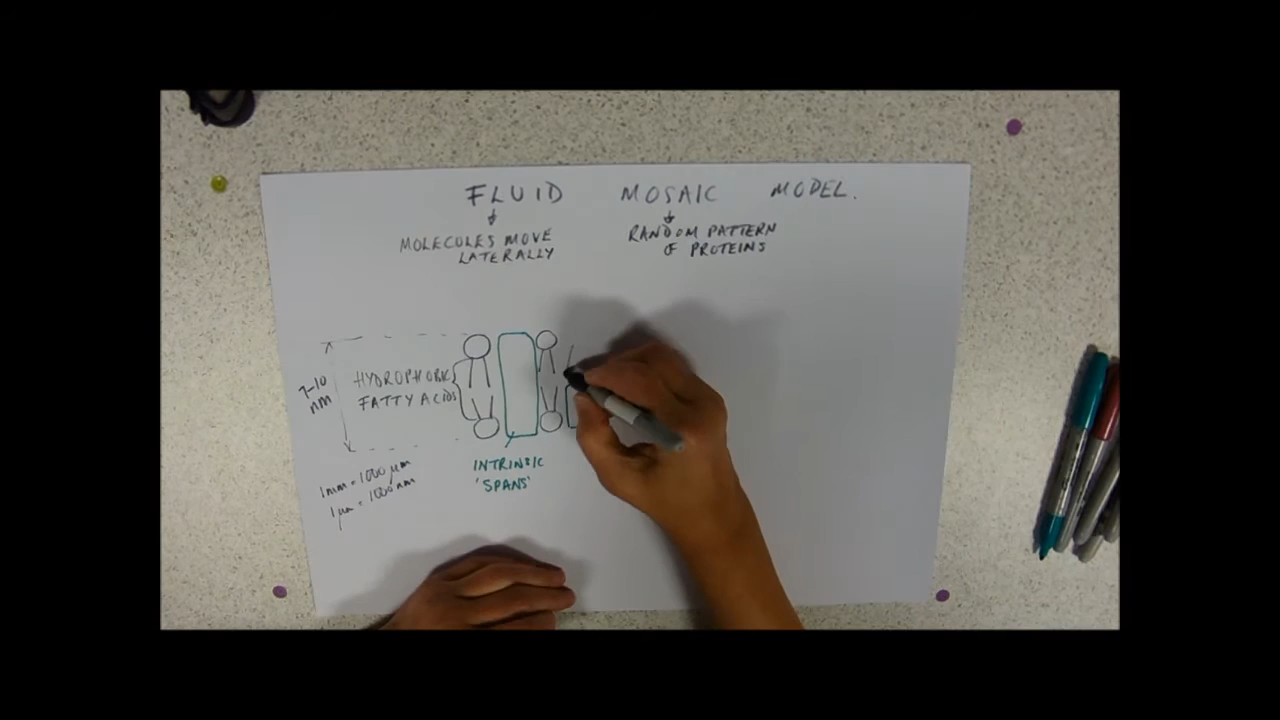 FLUID MOSAIC MODEL.
MOLECULES MOVE
LATERALLY
RANDOM PATTERN
OF PROTEINS
7-10
nm
HYDROPHOBIC
FATTY ACIDS
1mm = 1000 µm
1µm = 1000 nm
INTRINSIC
'SPANS'